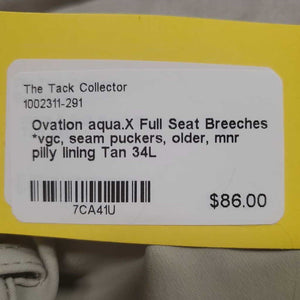 The Tack Collector
1002311-291
Ovation aqua.X Full Seat Breeches
*vgc, seam puckers, older, mnr
pilly lining Tan 34L
7CA41U
$86.00